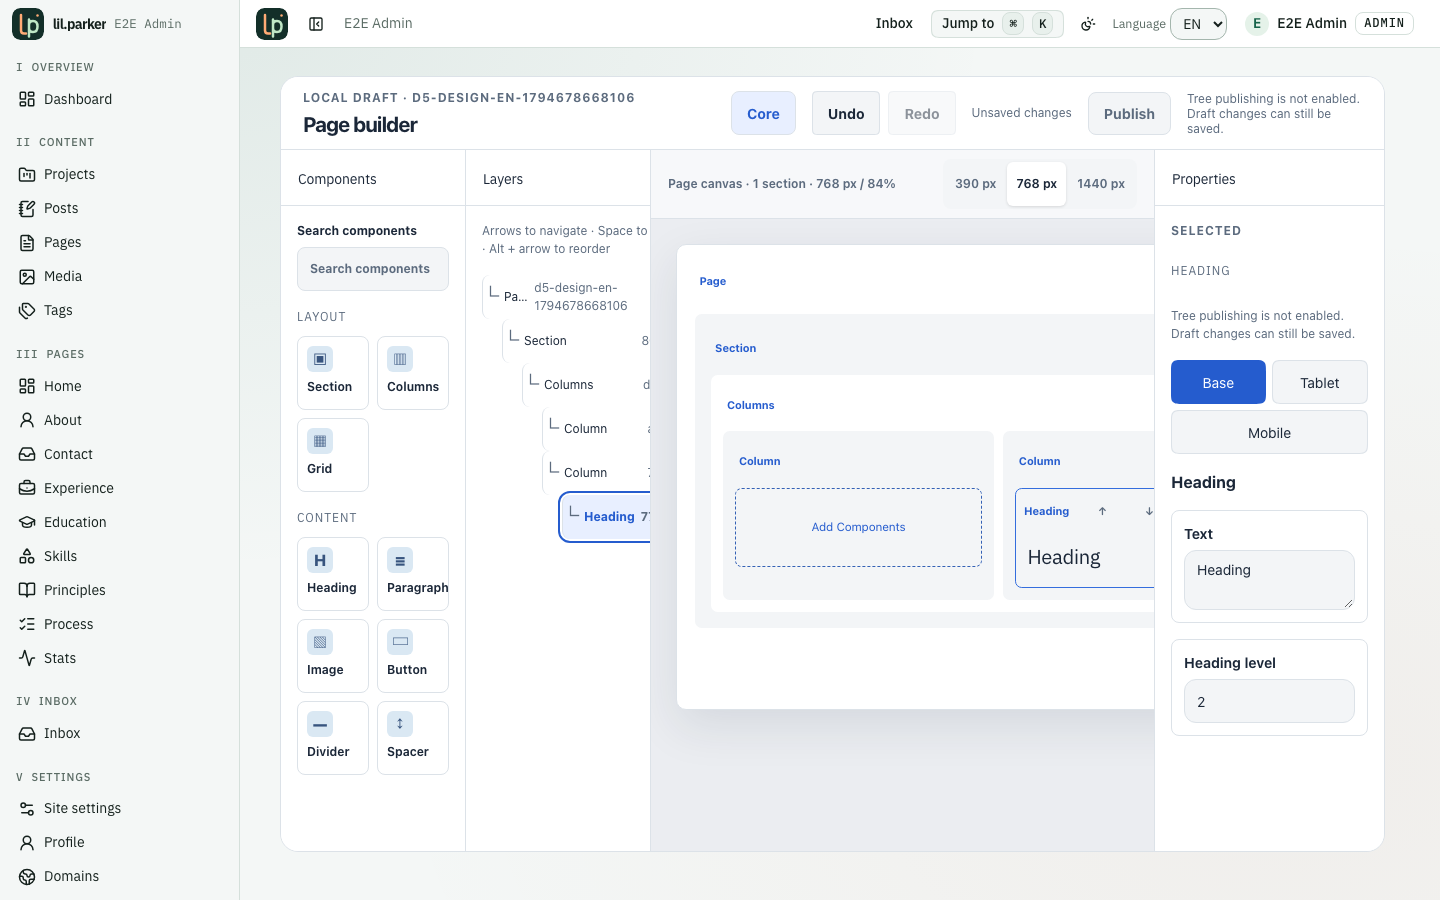 lil.parker E2E Admin
I OVERVIEW
Dashboard
II CONTENT
Projects
Posts
Pages
Media
Tags
III PAGES
Home
About
Contact
Experience
Education
Skills
Principles
Process
Stats
IV INBOX
Inbox
V SETTINGS
Site settings
Profile
Domains
lp
E2E Admin
Inbox
Jump to ⌘ K
Language EN
E E2E Admin ADMIN
LOCAL DRAFT · D5-DESIGN-EN-1794678668106
Page builder
Core
Undo
Redo
Unsaved changes
Publish
Tree publishing is not enabled.
Draft changes can still be
saved.
Components
Search components
Search components
LAYOUT
Section
Columns
Grid
CONTENT
H
Heading
Paragraph
Image
Button
Divider
Spacer
Layers
Arrows to navigate · Space to
· Alt + arrow to reorder
Pa... d5-design-en-
1794678668106
Section 8
Columns
Column
Column
Heading 7
Page canvas · 1 section · 768 px / 84%
390 px
768 px
1440 px
Page
Section
Columns
Column
Add Components
Column
Heading ↑ ↓
Heading
Properties
SELECTED
HEADING
Tree publishing is not enabled.
Draft changes can still be saved.
Base
Tablet
Mobile
Heading
Text
Heading
Heading level
2